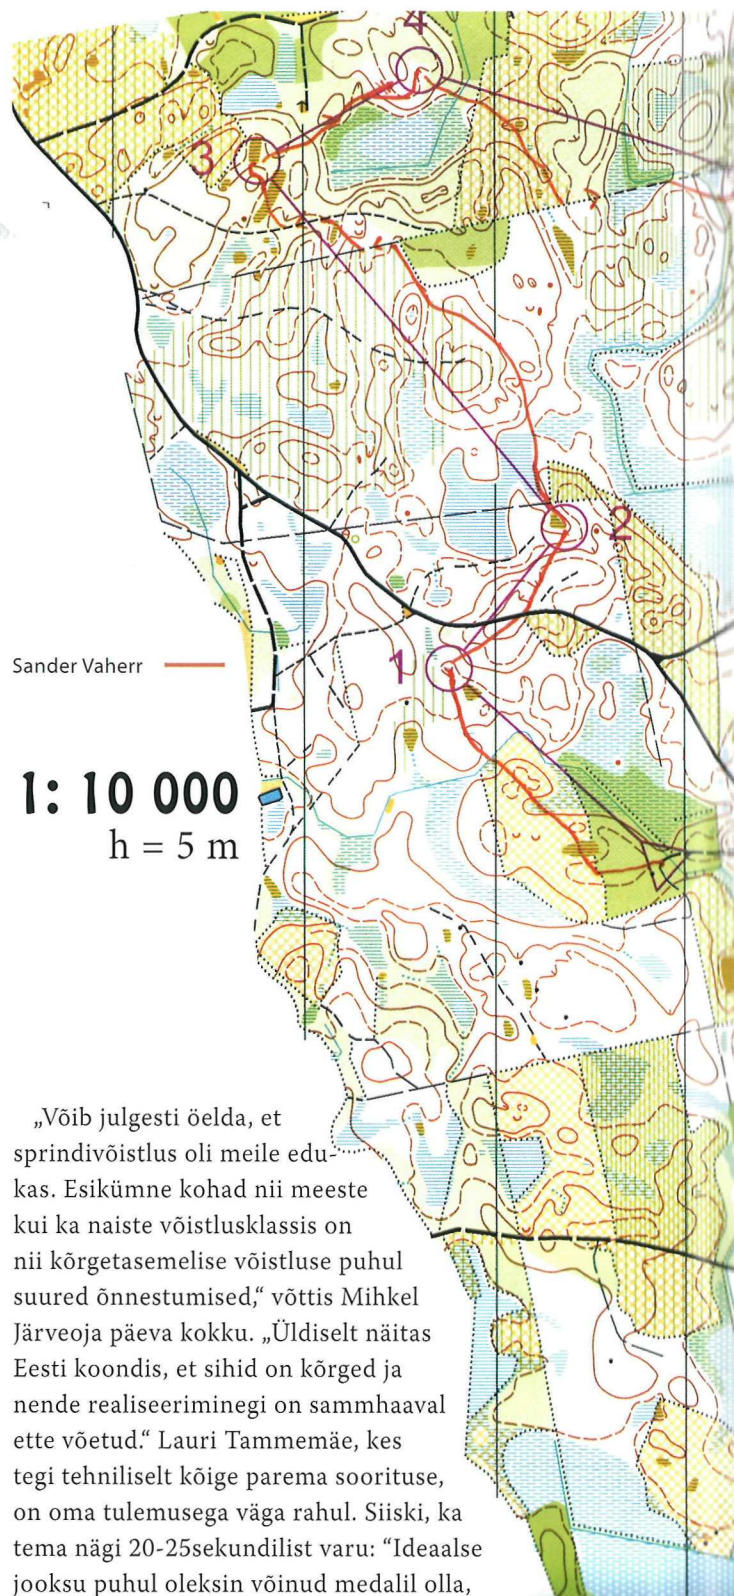 4
3
2
1
Sander Vaherr
1: 10 000
h = 5 m
„Võib julgesti öelda, et
sprindivõistlus oli meile edu-
kas. Esikümne kohad nii meeste
kui ka naiste võistlusklassis on
nii kõrgetasemelise võistluse puhul
suured õnnestumised,“ võttis Mihkel
Järveoja päeva kokku. „Üldiselt näitas
Eesti koondis, et sihid on kõrged ja
nende realiseeriminegi on sammhaaval
ette võetud.“ Lauri Tammemäe, kes
tegi tehniliselt kõige parema soorituse,
on oma tulemusega väga rahul. Siiski, ka
tema nägi 20-25sekundilist varu: “Ideaalse
jooksu puhul oleksin võinud medalil olla,